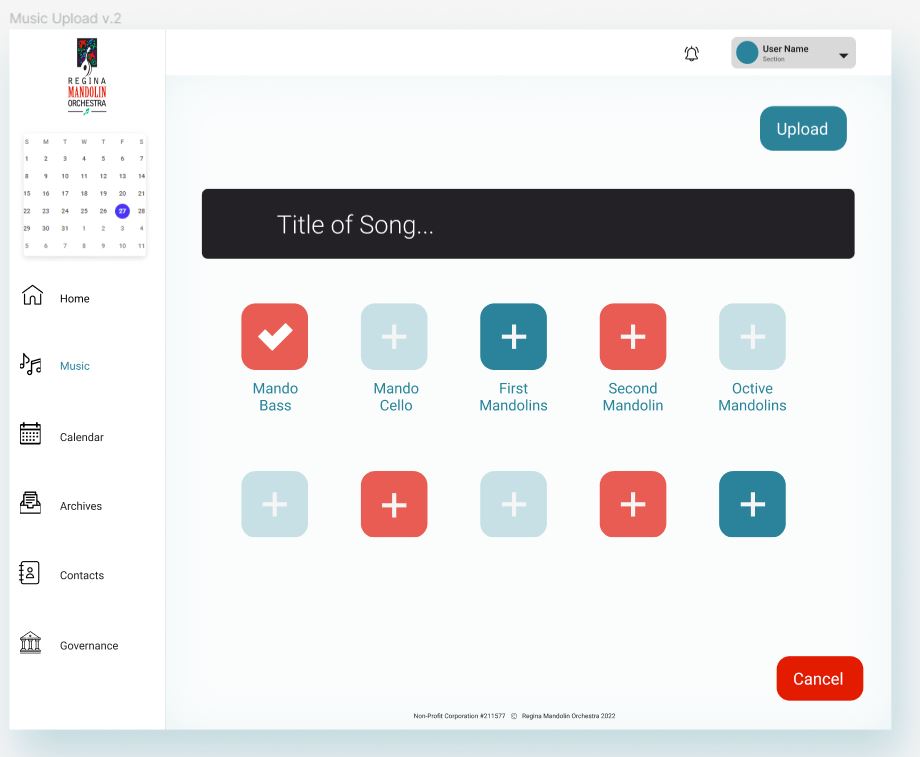 Music Upload v.2
REGINA
MANDOLIN
ORCHESTRA
User Name
Section
S M T W T F S
1 2 3 4 5 6 7
8 9 10 11 12 13 14
15 16 17 18 19 20 21
22 23 24 25 26 27 28
29 30 31 1 2 3 4
5 6 7 8 9 10 11
Home
Music
Calendar
Archives
Contacts
Governance
Upload
Title of Song...
Mando
Bass
Mando
Cello
First
Mandolins
Second
Mandolin
Octive
Mandolins
Cancel
Non-Profit Corporation #211577 © Regina Mandolin Orchestra 2022